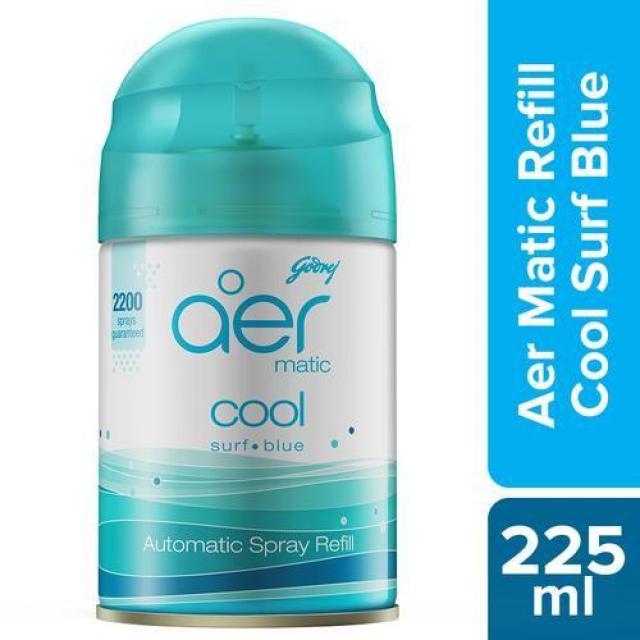 Godrej
aer
matic
2200
sprays
guaranteed
cool
surf•blue
Automatic Spray Refill
Aer Matic Refill
Cool Surf Blue
225
ml